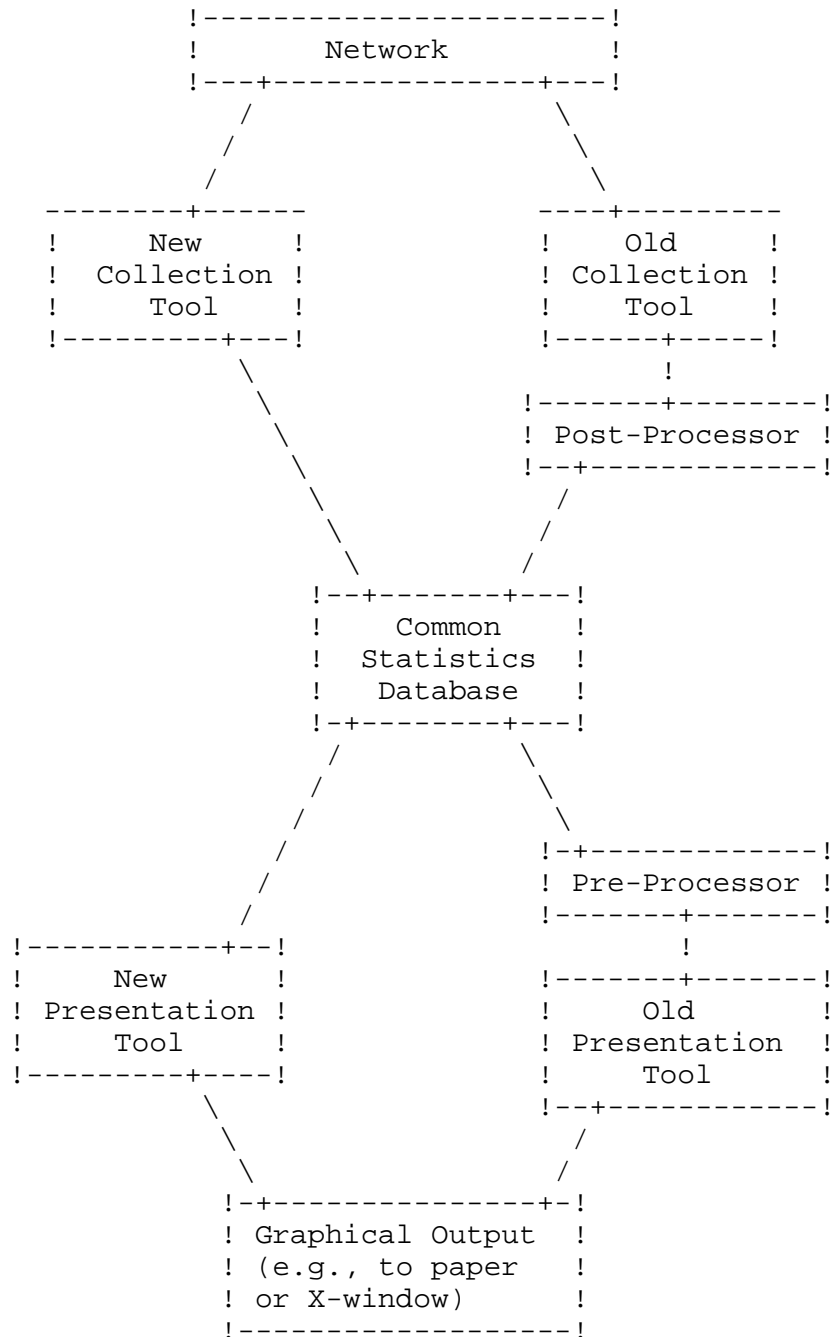 Network
New
Collection
Tool
Old
Collection
Tool
Post-Processor
Common
Statistics
Database
Pre-Processor
New
Presentation
Tool
Old
Presentation
Tool
Graphical Output
(e.g., to paper
or X-window)